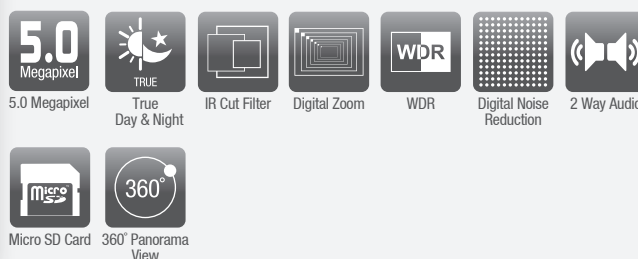 5.0
Megapixel
TRUE
WDR
5.0 Megapixel
True
Day & Night
IR Cut Filter
Digital Zoom
WDR
Digital Noise
Reduction
2 Way Audio
Micro SD
360°
Micro SD Card
360° Panorama
View